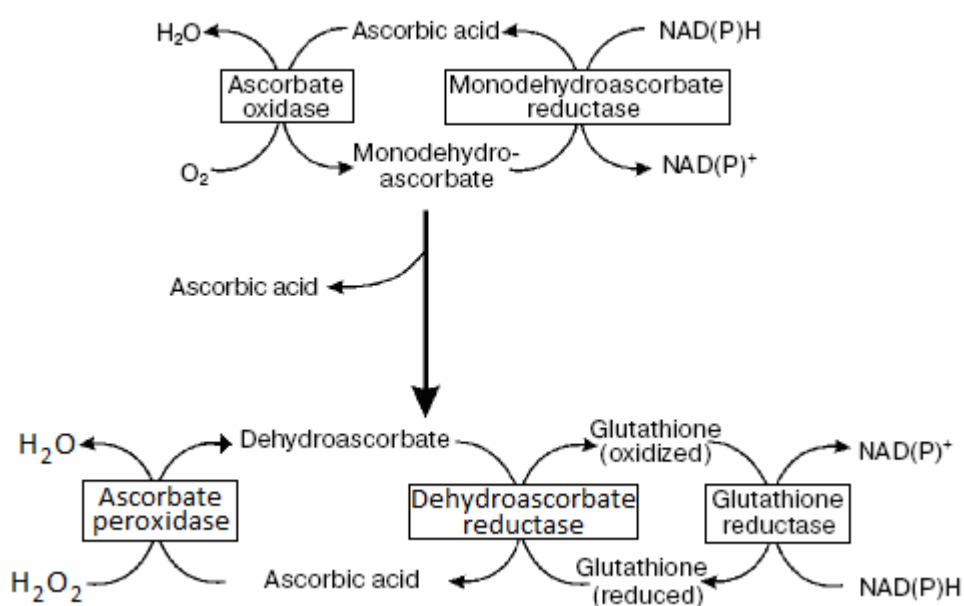 H₂O
Ascorbic acid
NAD(P)H
Ascorbate
oxidase
Monodehydroascorbate
reductase
O₂
Monodehydro-
ascorbate
NAD(P)⁺
Ascorbic acid
H₂O
Dehydroascorbate
Glutathione
(oxidized)
NAD(P)⁺
Ascorbate
peroxidase
Dehydroascorbate
reductase
Glutathione
reductase
H₂O₂
Ascorbic acid
Glutathione
(reduced)
NAD(P)H